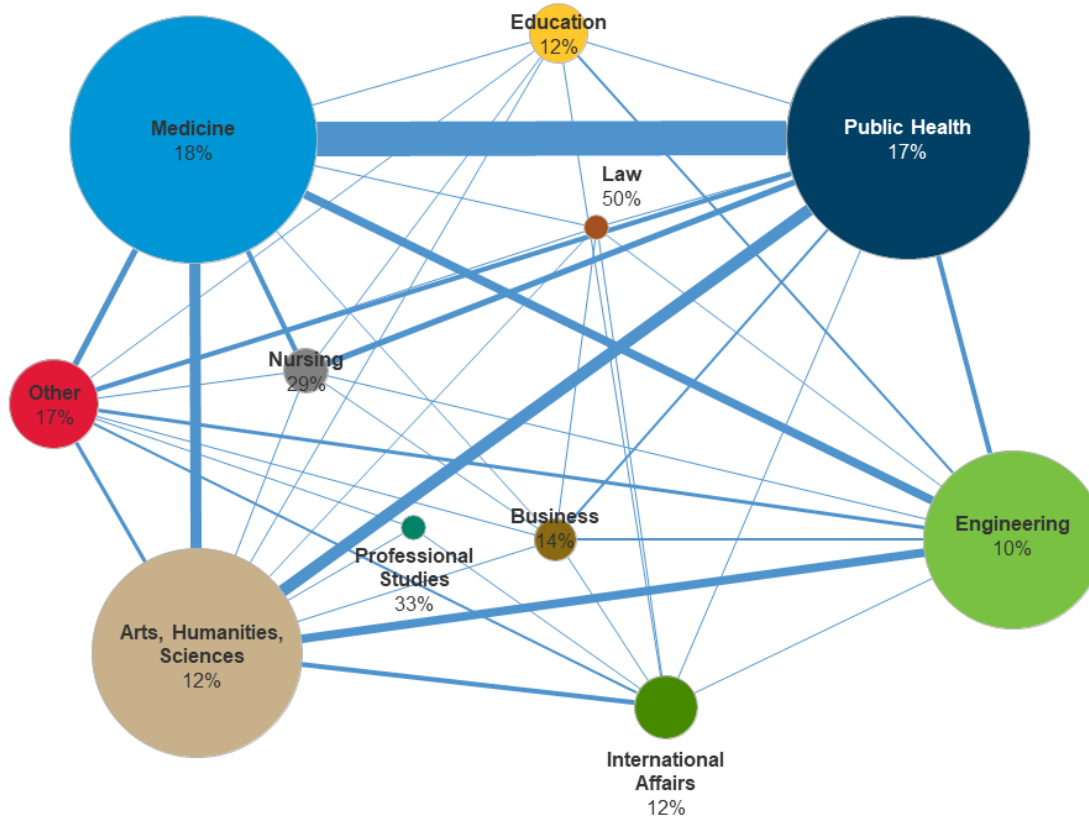 Education
12%
Medicine
18%
Public Health
17%
Law
50%
Nursing
29%
Other
17%
Business
14%
Engineering
10%
Professional
Studies
33%
Arts, Humanities,
Sciences
12%
International
Affairs
12%